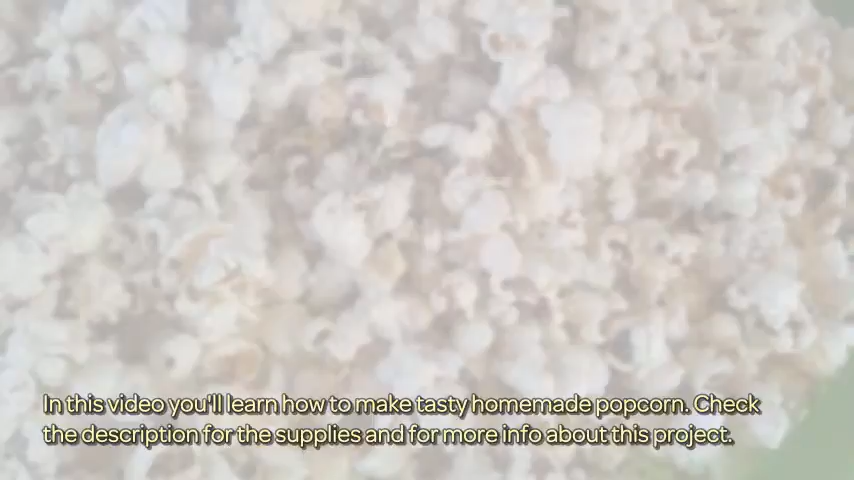 In this video you'll learn how to make tasty homemade popcorn. Check
the description for the supplies and for more info about this project.